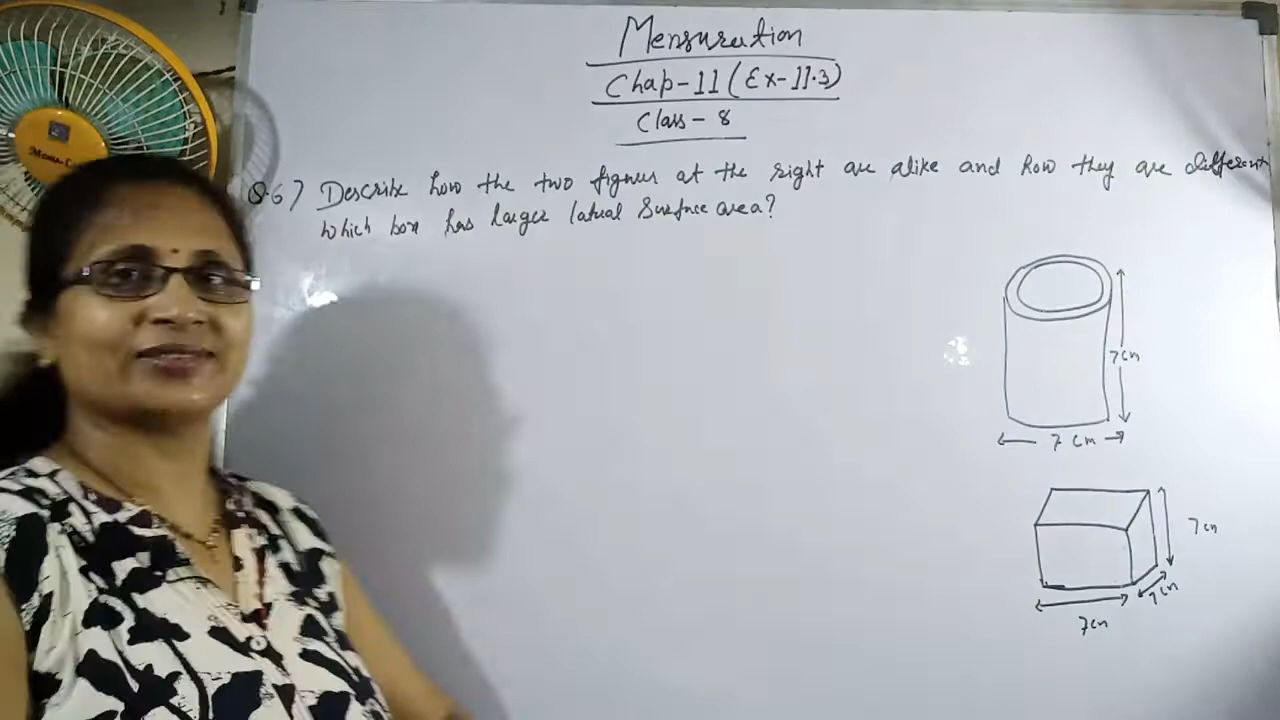 Mensuration
Chap-11 (Ex-11.3)
Class - 8
Q.6) Describe how the two figures at the right are alike and how they are different
which box has larger lateral surface area?
7cm
7 cm
7cm
7cm
7cm